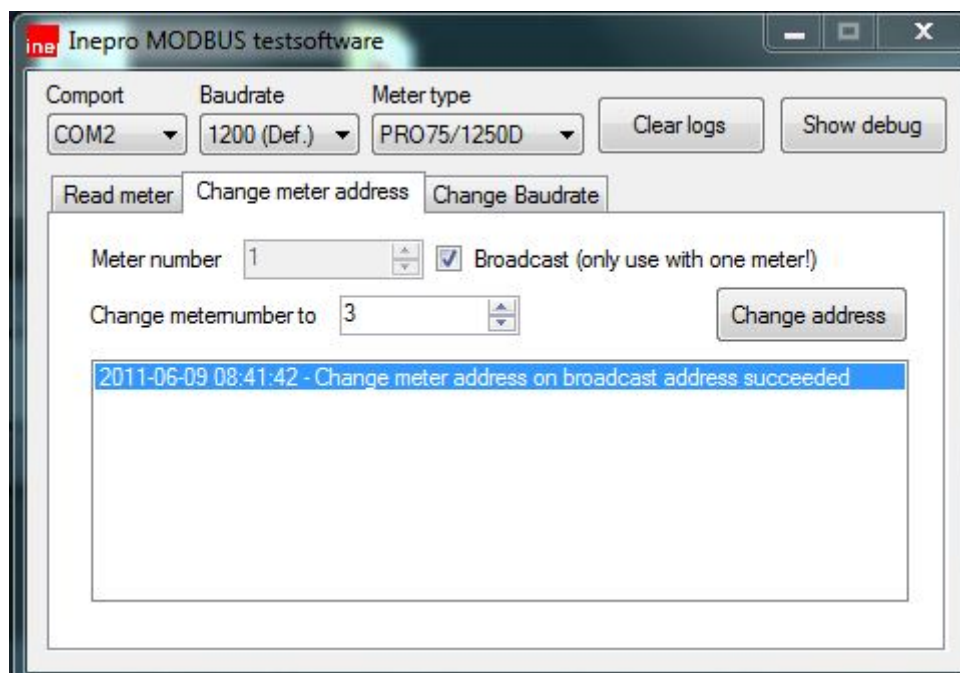 ine Inepro MODBUS testsoftware
Comport Baudrate Meter type
COM2 1200 (Def.) PRO75/1250D Clear logs Show debug
Read meter Change meter address Change Baudrate
Meter number 1 Broadcast (only use with one meter!)
Change meternumber to 3 Change address
2011-06-09 08:41:42 - Change meter address on broadcast address succeeded